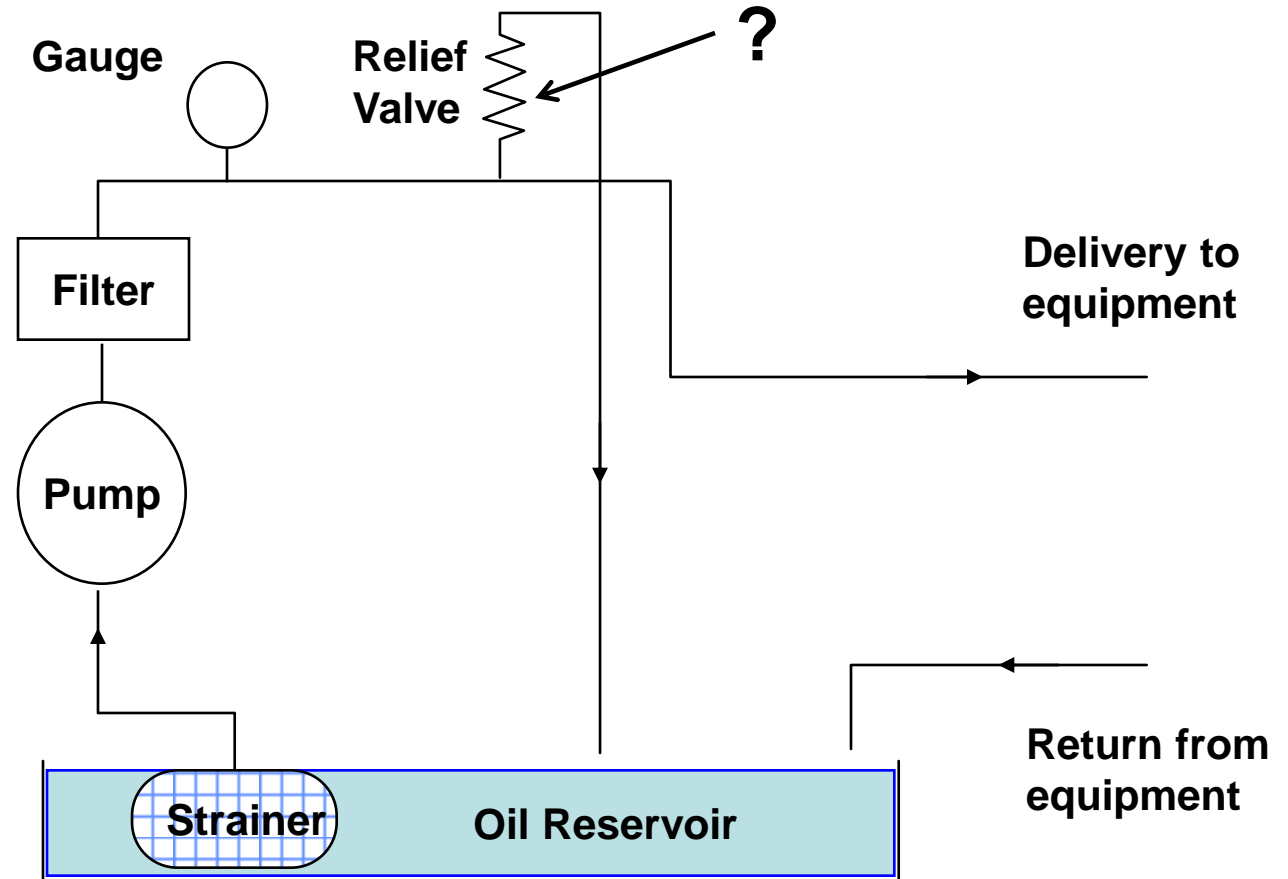 Gauge
Relief
Valve
?
Filter
Delivery to
equipment
Pump
Return from
equipment
Strainer
Oil Reservoir